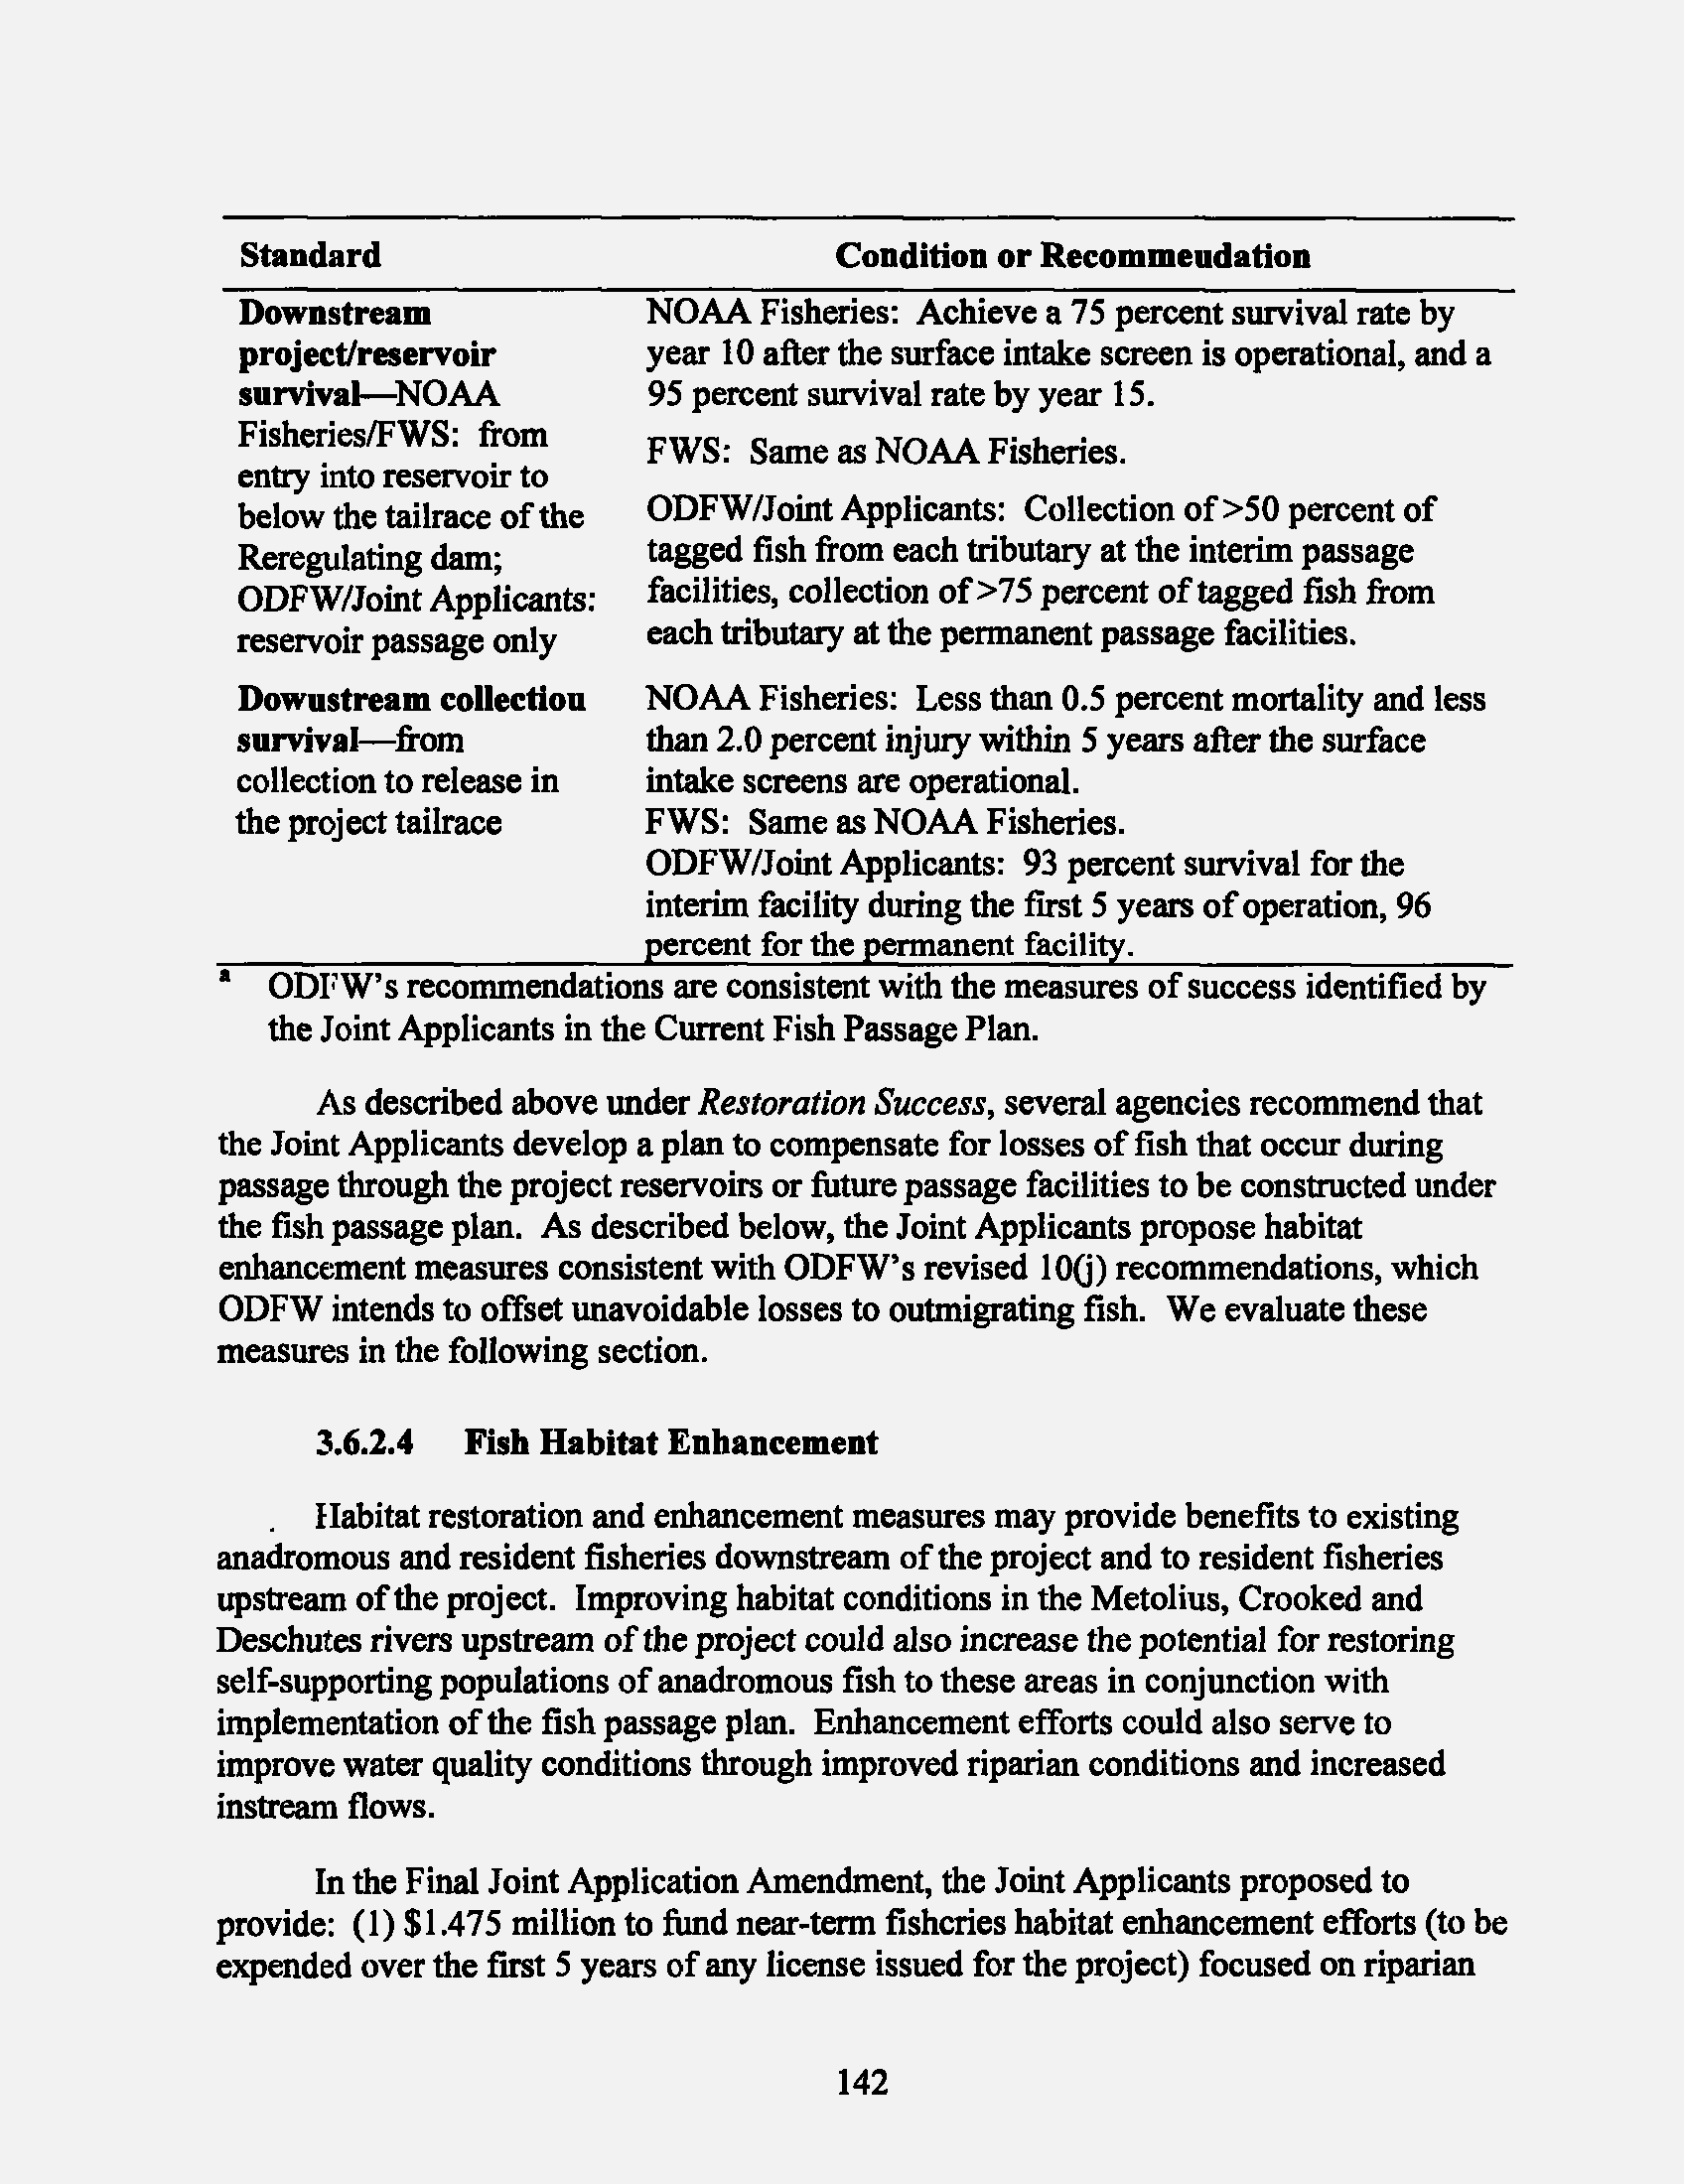 Standard Condition or Recommeudation
Downstream
project/reservoir
survival—NOAA
Fisheries/FWS: from
entry into reservoir to
below the tailrace of the
Reregulating dam;
ODFW/Joint Applicants:
reservoir passage only
NOAA Fisheries: Achieve a 75 percent survival rate by
year 10 after the surface intake screen is operational, and a
95 percent survival rate by year 15.
FWS: Same as NOAA Fisheries.
ODFW/Joint Applicants: Collection of >50 percent of
tagged fish from each tributary at the interim passage
facilities, collection of >75 percent of tagged fish from
each tributary at the permanent passage facilities.
Dowustream collectiou
survival—from
collection to release in
the project tailrace
NOAA Fisheries: Less than 0.5 percent mortality and less
than 2.0 percent injury within 5 years after the surface
intake screens are operational.
FWS: Same as NOAA Fisheries.
ODFW/Joint Applicants: 93 percent survival for the
interim facility during the first 5 years of operation, 96
percent for the permanent facility.
a ODFW's recommendations are consistent with the measures of success identified by
the Joint Applicants in the Current Fish Passage Plan.
As described above under Restoration Success, several agencies recommend that
the Joint Applicants develop a plan to compensate for losses of fish that occur during
passage through the project reservoirs or future passage facilities to be constructed under
the fish passage plan. As described below, the Joint Applicants propose habitat
enhancement measures consistent with ODFW's revised 10(j) recommendations, which
ODFW intends to offset unavoidable losses to outmigrating fish. We evaluate these
measures in the following section.
3.6.2.4 Fish Habitat Enhancement
Habitat restoration and enhancement measures may provide benefits to existing
anadromous and resident fisheries downstream of the project and to resident fisheries
upstream of the project. Improving habitat conditions in the Metolius, Crooked and
Deschutes rivers upstream of the project could also increase the potential for restoring
self-supporting populations of anadromous fish to these areas in conjunction with
implementation of the fish passage plan. Enhancement efforts could also serve to
improve water quality conditions through improved riparian conditions and increased
instream flows.
In the Final Joint Application Amendment, the Joint Applicants proposed to
provide: (1) $1.475 million to fund near-term fisheries habitat enhancement efforts (to be
expended over the first 5 years of any license issued for the project) focused on riparian
142